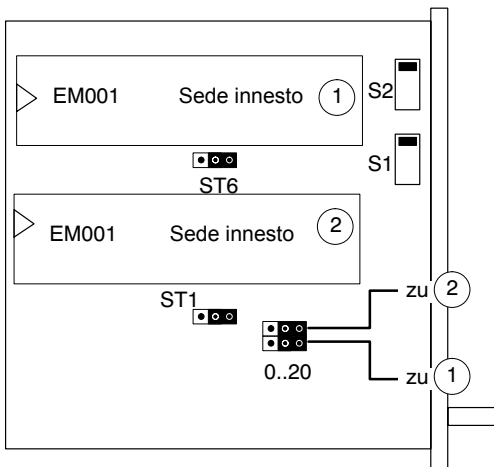 EM001 Sede innesto 1
S2
S1
ST6
EM001 Sede innesto 2
zu 2
ST1
0..20
zu 1